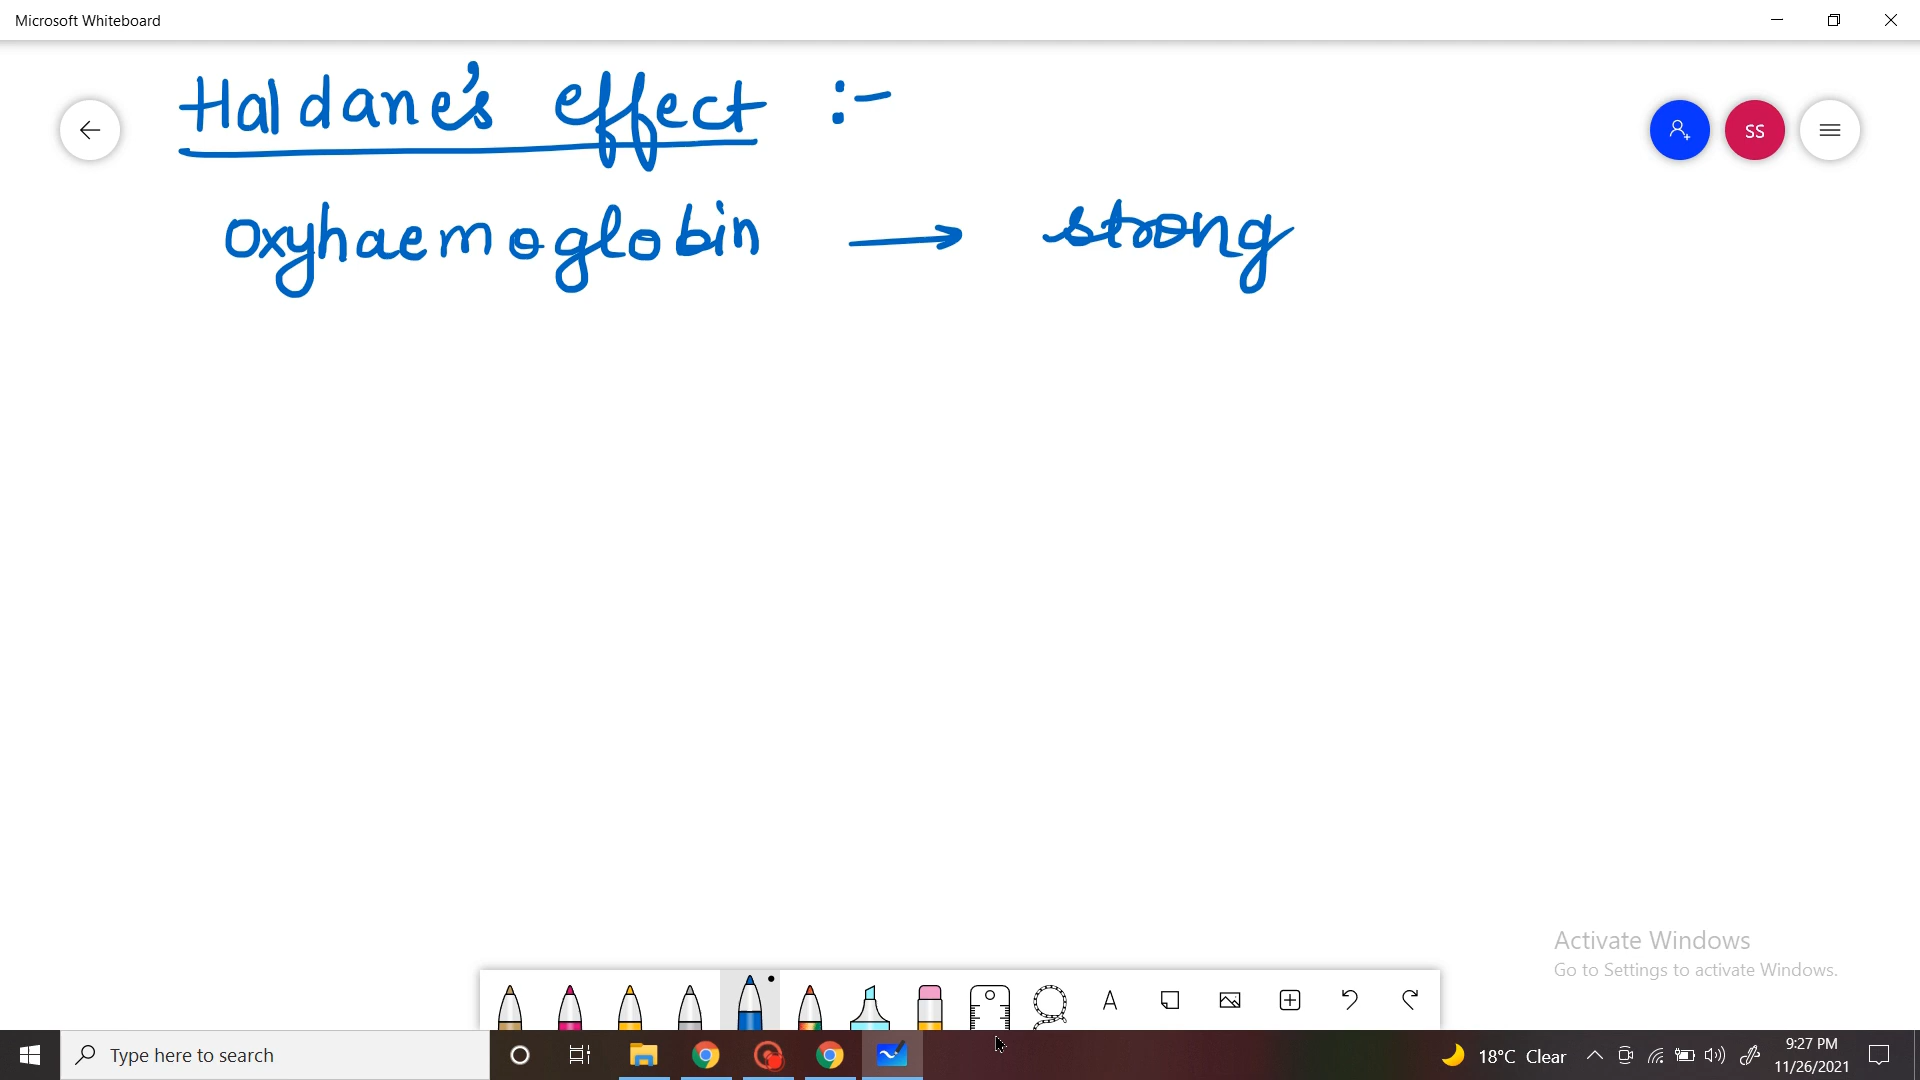 Microsoft Whiteboard
Haldane's effect :-
SS
oxyhaemoglobin → strong
Activate Windows
Go to Settings to activate Windows.
Type here to search
18°C Clear
9:27 PM
11/26/2021